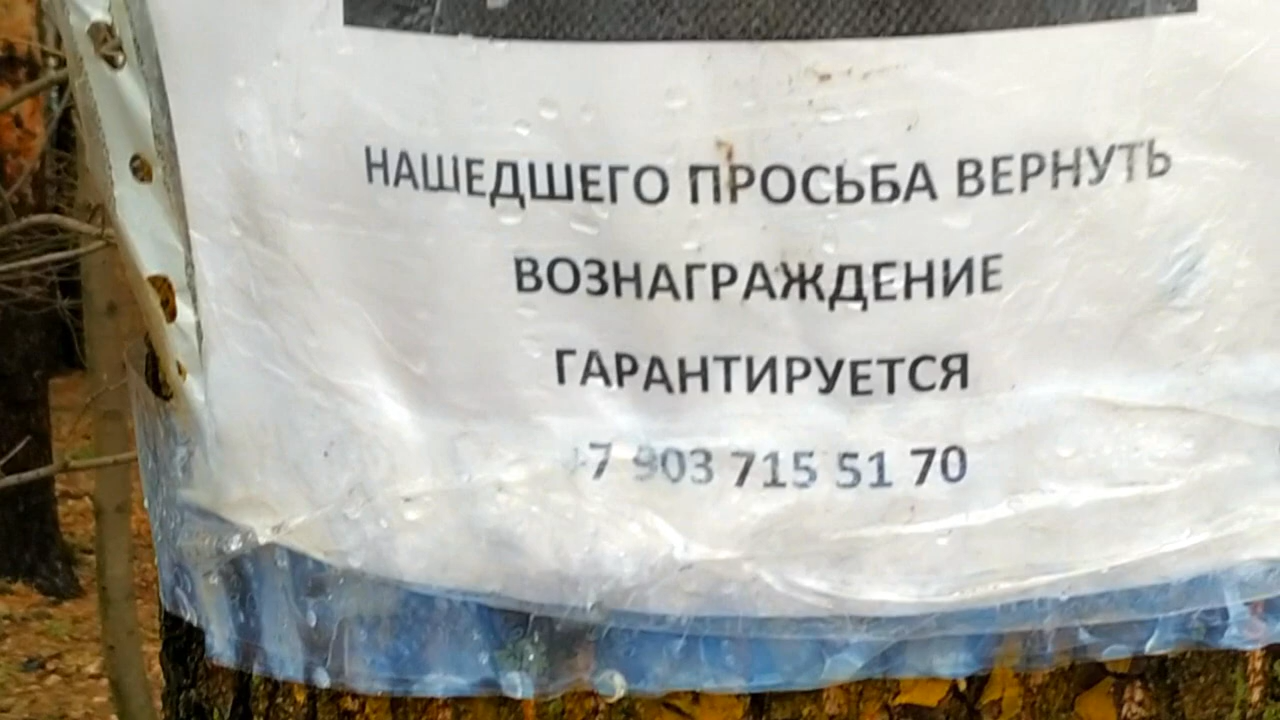 НАШЕДШЕГО ПРОСЬБА ВЕРНУТЬ
ВОЗНАГРАЖДЕНИЕ
ГАРАНТИРУЕТСЯ
+7 903 715 51 70